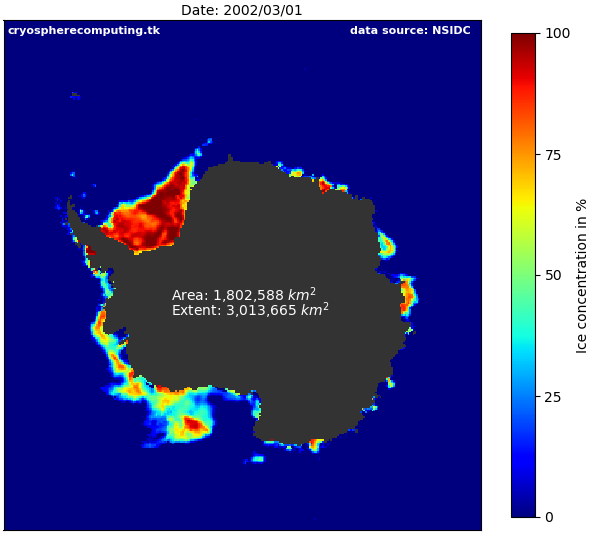 Date: 2002/03/01
cryospherecomputing.tk
data source: NSIDC
Area: 1,802,588 km²
Extent: 3,013,665 km²
100
75
50
25
0
Ice concentration in %